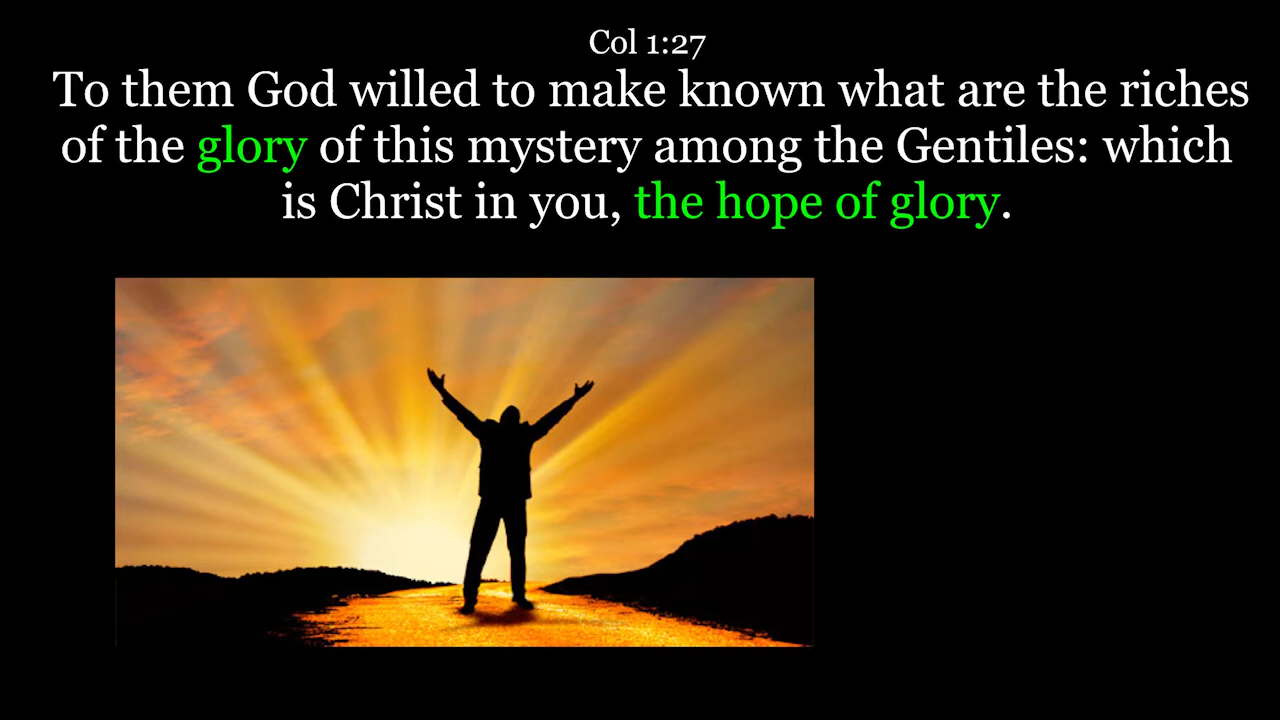 Col 1:27
To them God willed to make known what are the riches
of the glory of this mystery among the Gentiles: which
is Christ in you, the hope of glory.